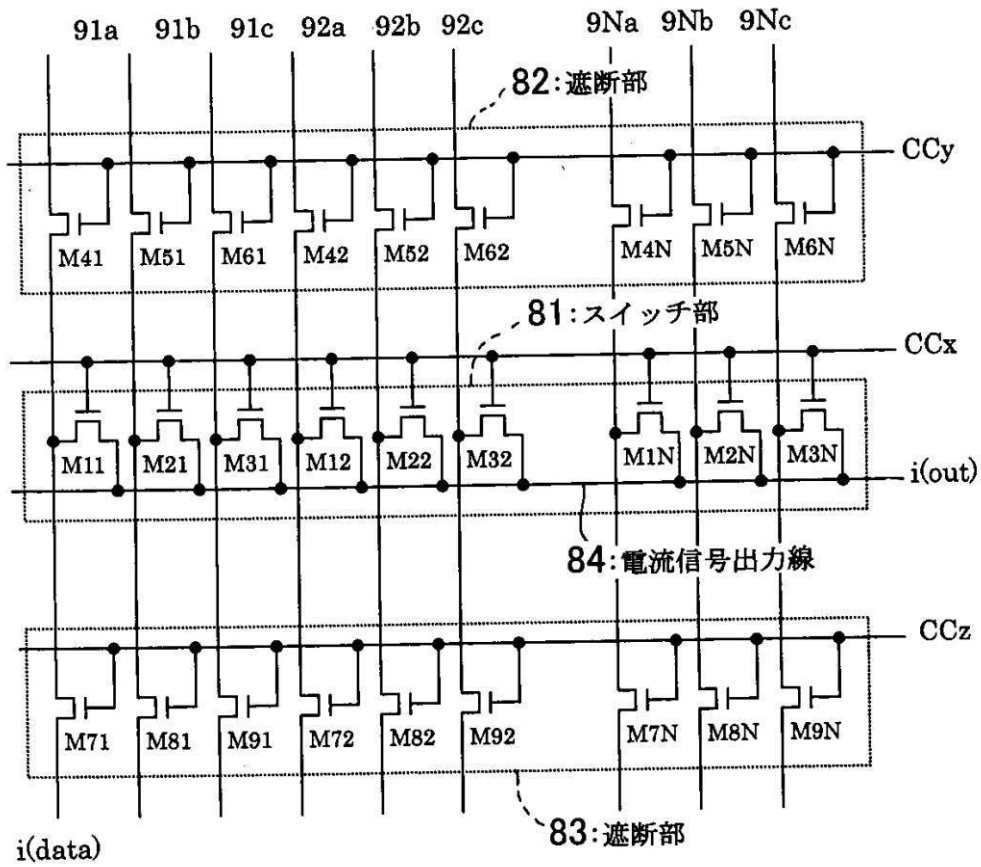 91a 91b 91c 92a 92b 92c 9Na 9Nb 9Nc
82:遮断部
CCy
M41 M51 M61 M42 M52 M62 M4N M5N M6N
81:スイッチ部
CCx
M11 M21 M31 M12 M22 M32 M1N M2N M3N
i(out)
84:電流信号出力線
CCz
M71 M81 M91 M72 M82 M92 M7N M8N M9N
83:遮断部
i(data)